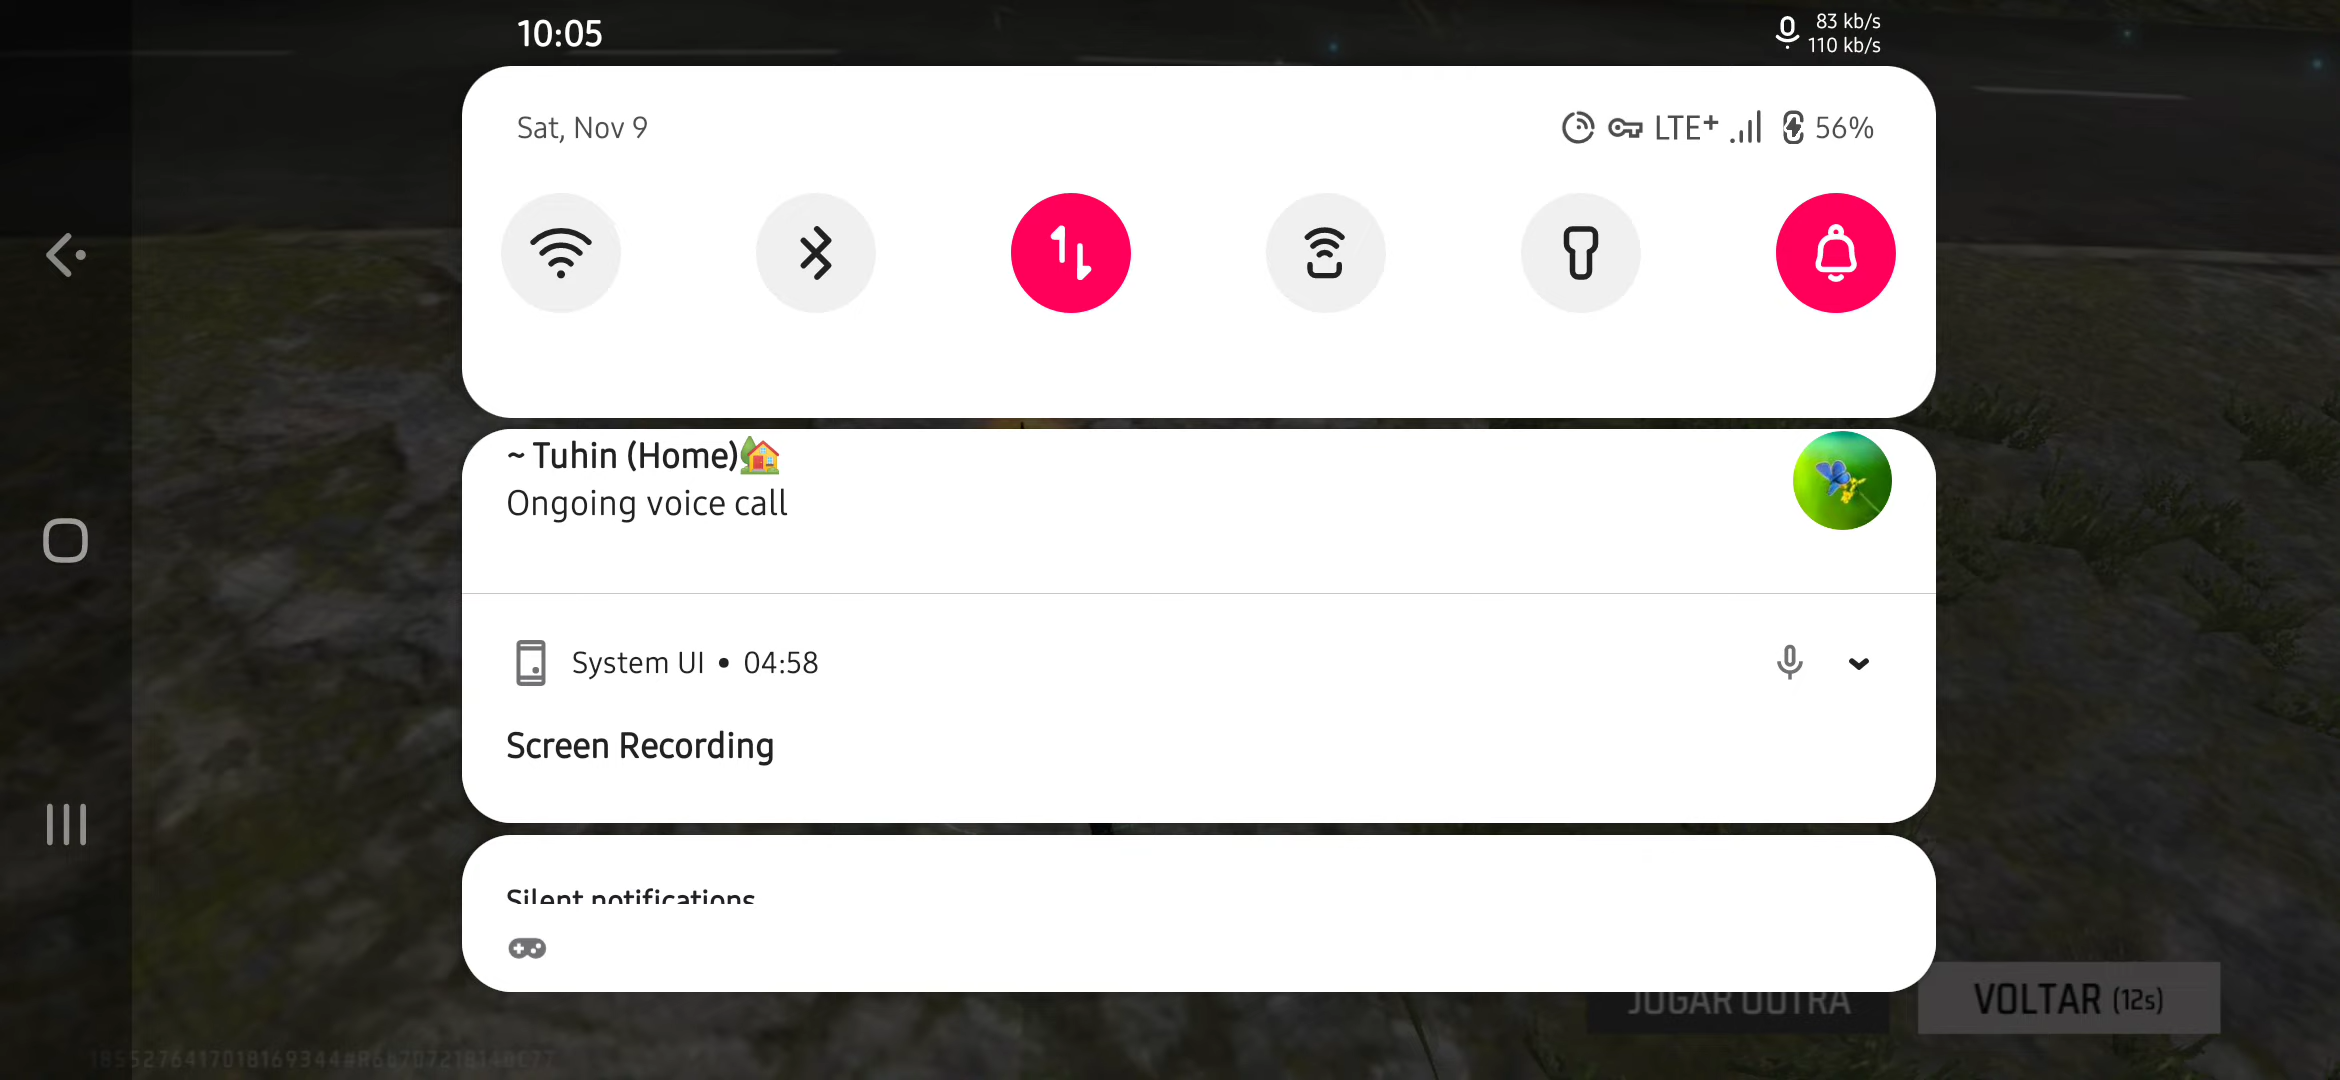 10:05
83 kb/s
110 kb/s
Sat, Nov 9
LTE+ 56%
~ Tuhin (Home)
Ongoing voice call
System UI • 04:58
Screen Recording
Silent notifications
JOGAR OUTRA
VOLTAR (12s)